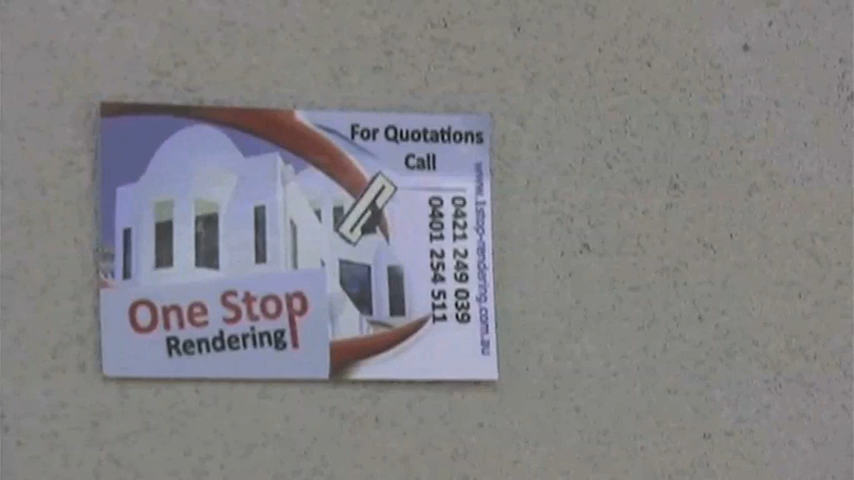 For Quotations
Call
0421 249 039
0401 254 511
www.1stop-rendering.com.au
One Stop
Rendering